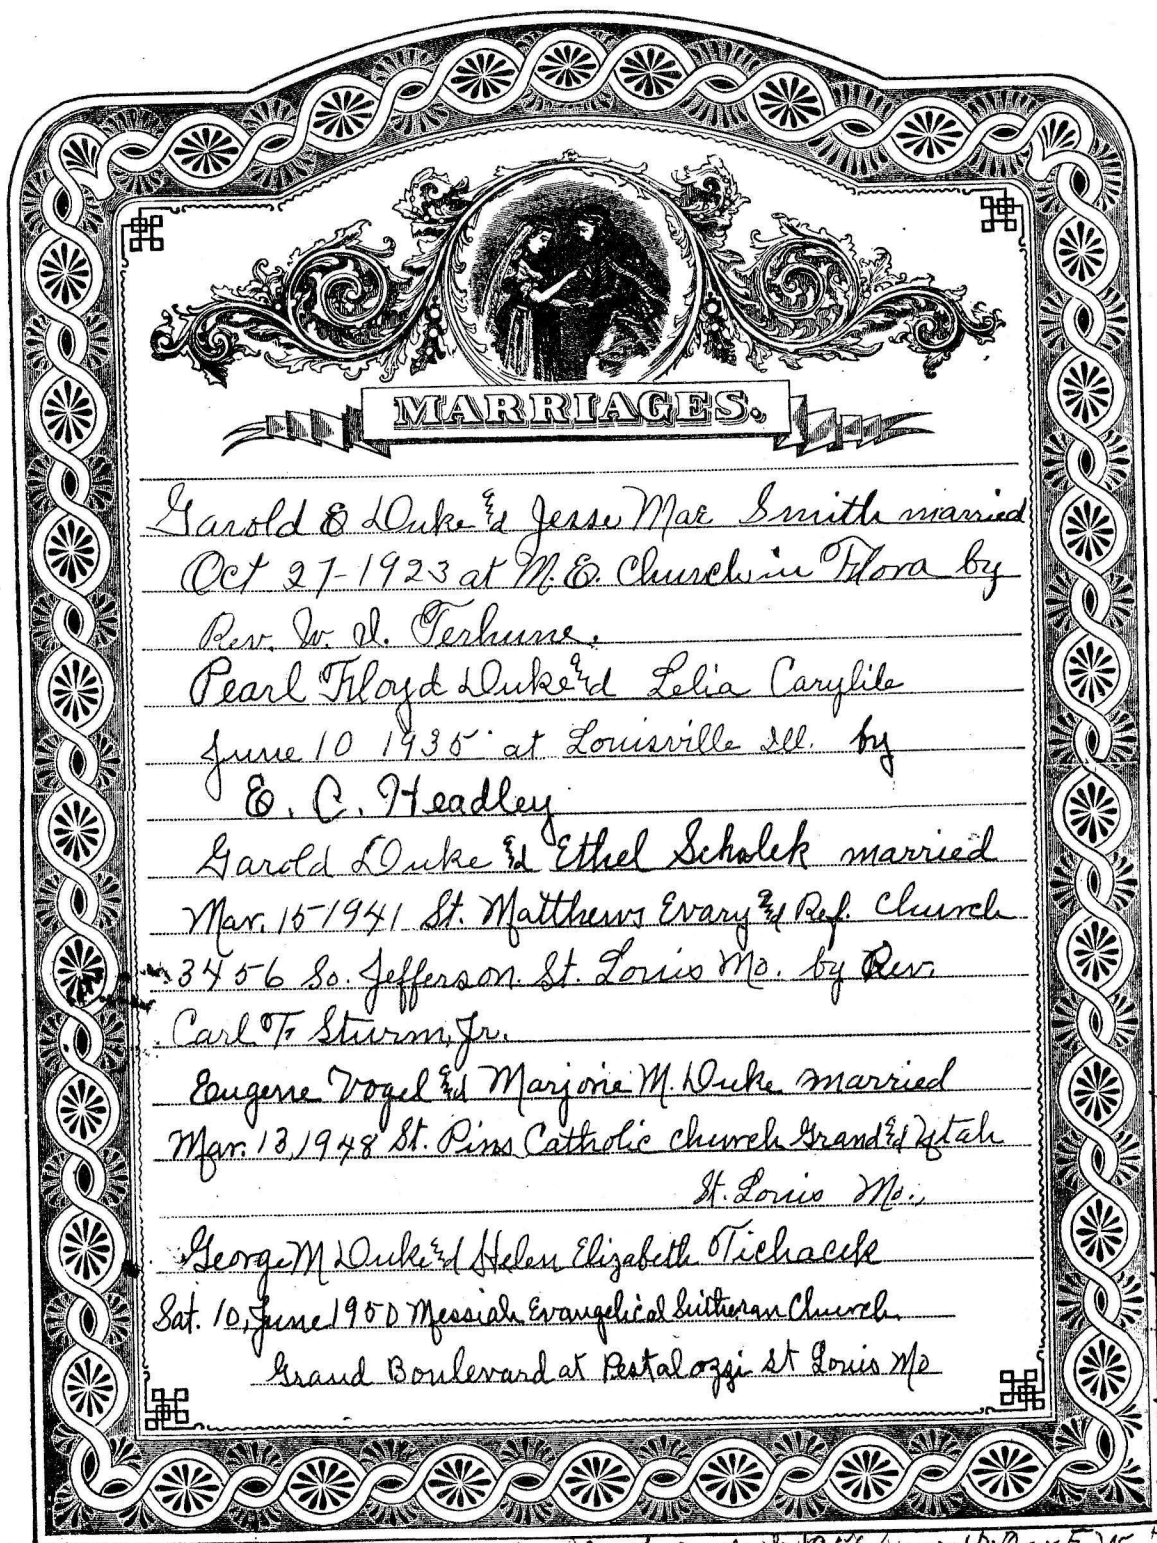 MARRIAGES.
Garold E Duke & Jesse Mae Smith married
Oct 27-1923 at M.E. Church in Flora by
Rev. W. I. Terhune.
Pearl Floyd Duke & Lelia Carylile
June 10 1935 at Louisville Ill. by
E. C. Headley
Garold Duke & Ethel Scholek married
Mar. 15-1941 St. Matthews Evang & Ref. Church
3456 So. Jefferson. St. Louis Mo. by Rev.
Carl F Sturm, Jr.
Eugene Vogel & Marjorie M. Duke married
Mar. 13, 1948 St. Pius Catholic church Grand & Utah
St. Louis Mo.,
George M Duke & Helen Elizabeth Tichacek
Sat. 10, June 1950 Messiah Evangelical Lutheran Church
Grand Boulevard at Pestalozzi St Louis Mo